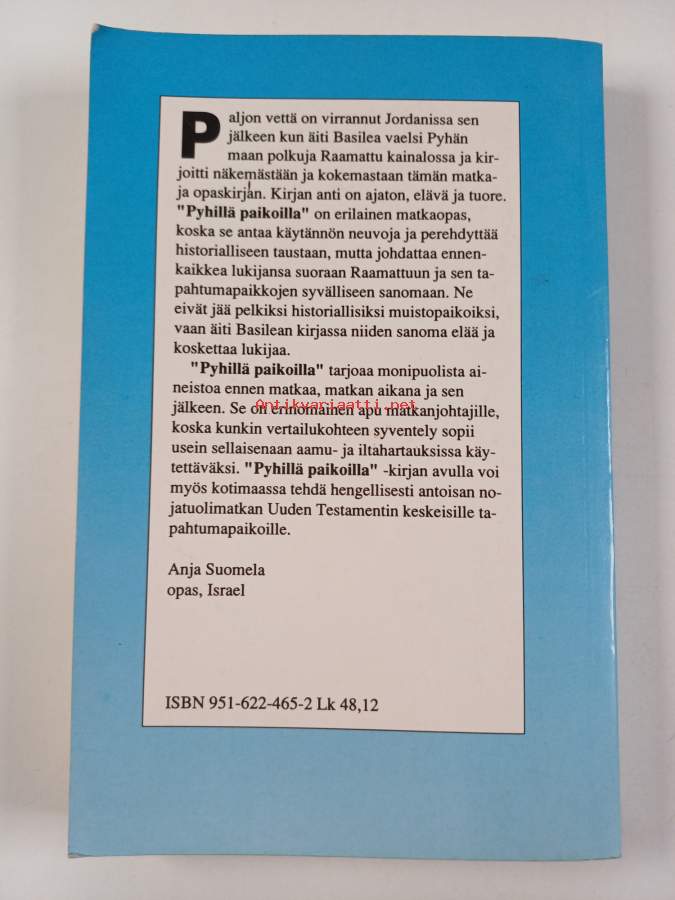 Paljon vettä on virrannut Jordanissa sen
jälkeen kun äiti Basilea vaelsi Pyhän
maan polkuja Raamattu kainalossa ja kir-
joitti näkemästään ja kokemastaan tämän matka-
ja opaskirjan. Kirjan anti on ajaton, elävä ja tuore.
"Pyhillä paikoilla" on erilainen matkaopas,
koska se antaa käytännön neuvoja ja perehdyttää
historialliseen taustaan, mutta johdattaa ennen-
kaikkea lukijansa suoraan Raamattuun ja sen ta-
pahtumapaikkojen syvälliseen sanomaan. Ne
eivät jää pelkiksi historiallisiksi muistopaikoiksi,
vaan äiti Basilean kirjassa niiden sanoma elää ja
koskettaa lukijaa.
"Pyhillä paikoilla" tarjoaa monipuolista ai-
neistoa ennen matkaa, matkan aikana ja sen
jälkeen. Se on erinomainen apu matkanjohtajille,
Antikvariaatti.net
koska kunkin vertailukohteen syventely sopii
usein sellaisenaan aamu- ja iltahartauksissa käy-
tettäväksi. "Pyhillä paikoilla" -kirjan avulla voi
myös kotimaassa tehdä hengellisesti antoisan no-
jatuolimatkan Uuden Testamentin keskeisille ta-
pahtumapaikoille.
Anja Suomela
opas, Israel
ISBN 951-622-465-2 Lk 48,12